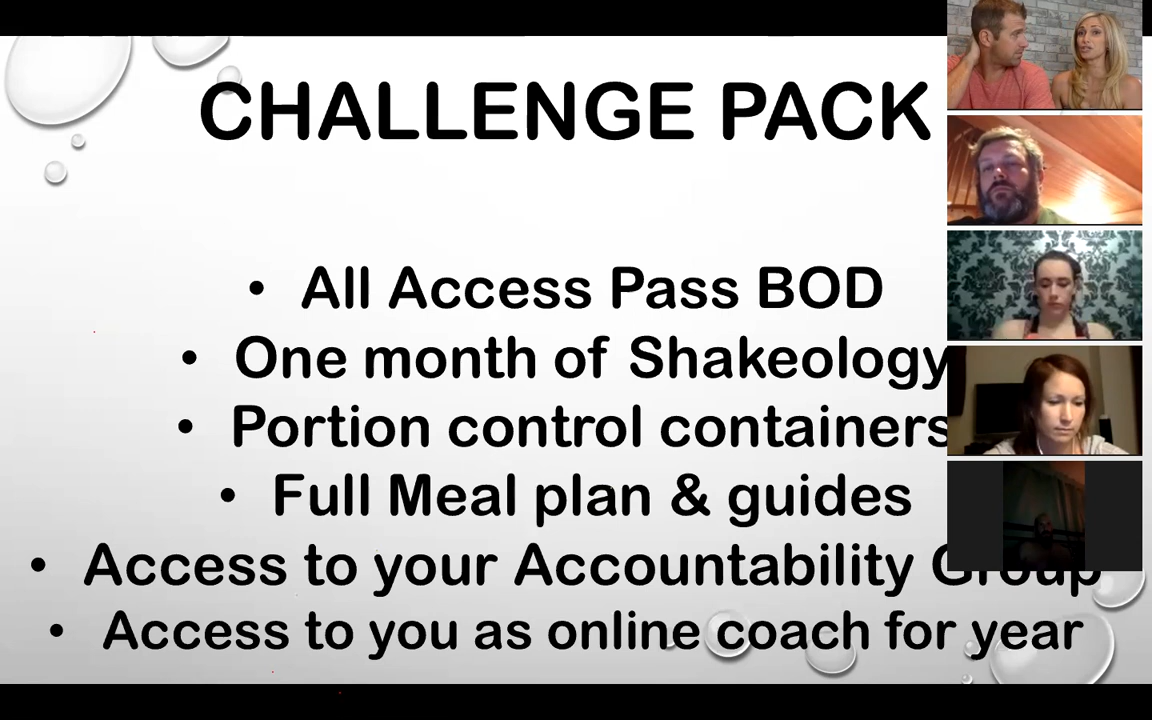 CHALLENGE PACK
• All Access Pass BOD
• One month of Shakeology
• Portion control containers
• Full Meal plan & guides
• Access to your Accountability Group
• Access to you as online coach for year